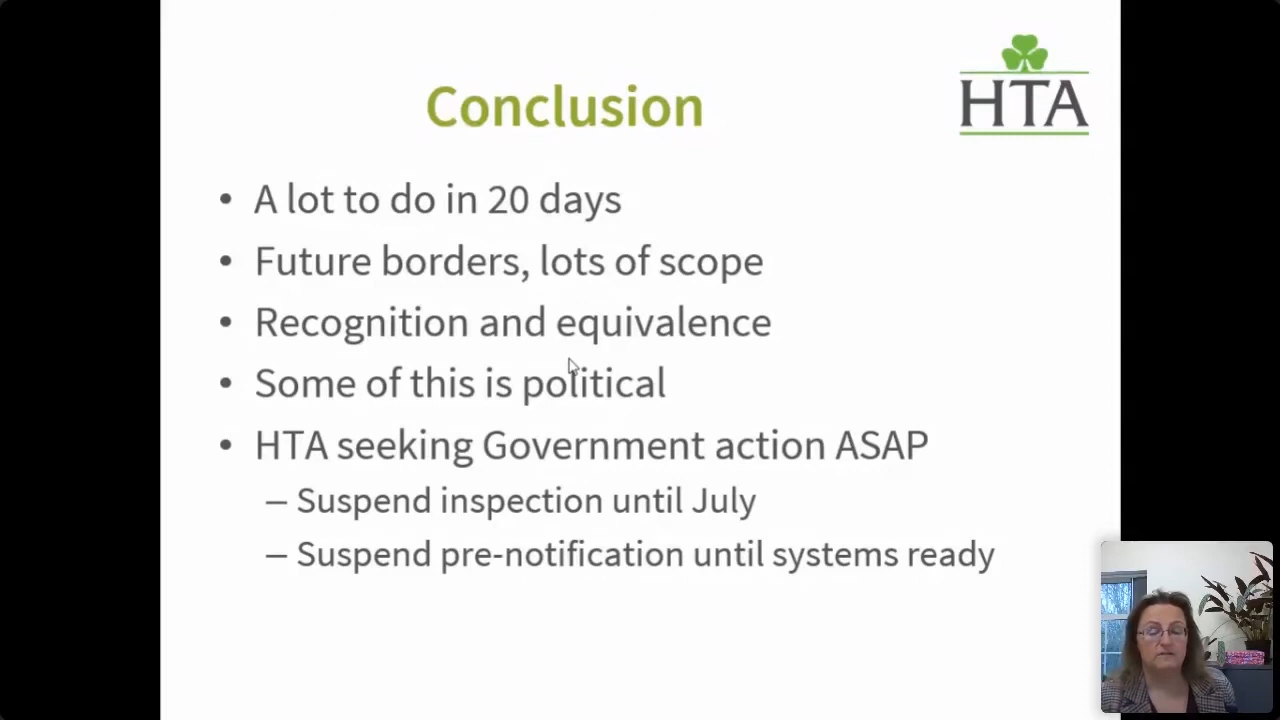 Conclusion
HTA
• A lot to do in 20 days
• Future borders, lots of scope
• Recognition and equivalence
• Some of this is political
• HTA seeking Government action ASAP
– Suspend inspection until July
– Suspend pre-notification until systems ready